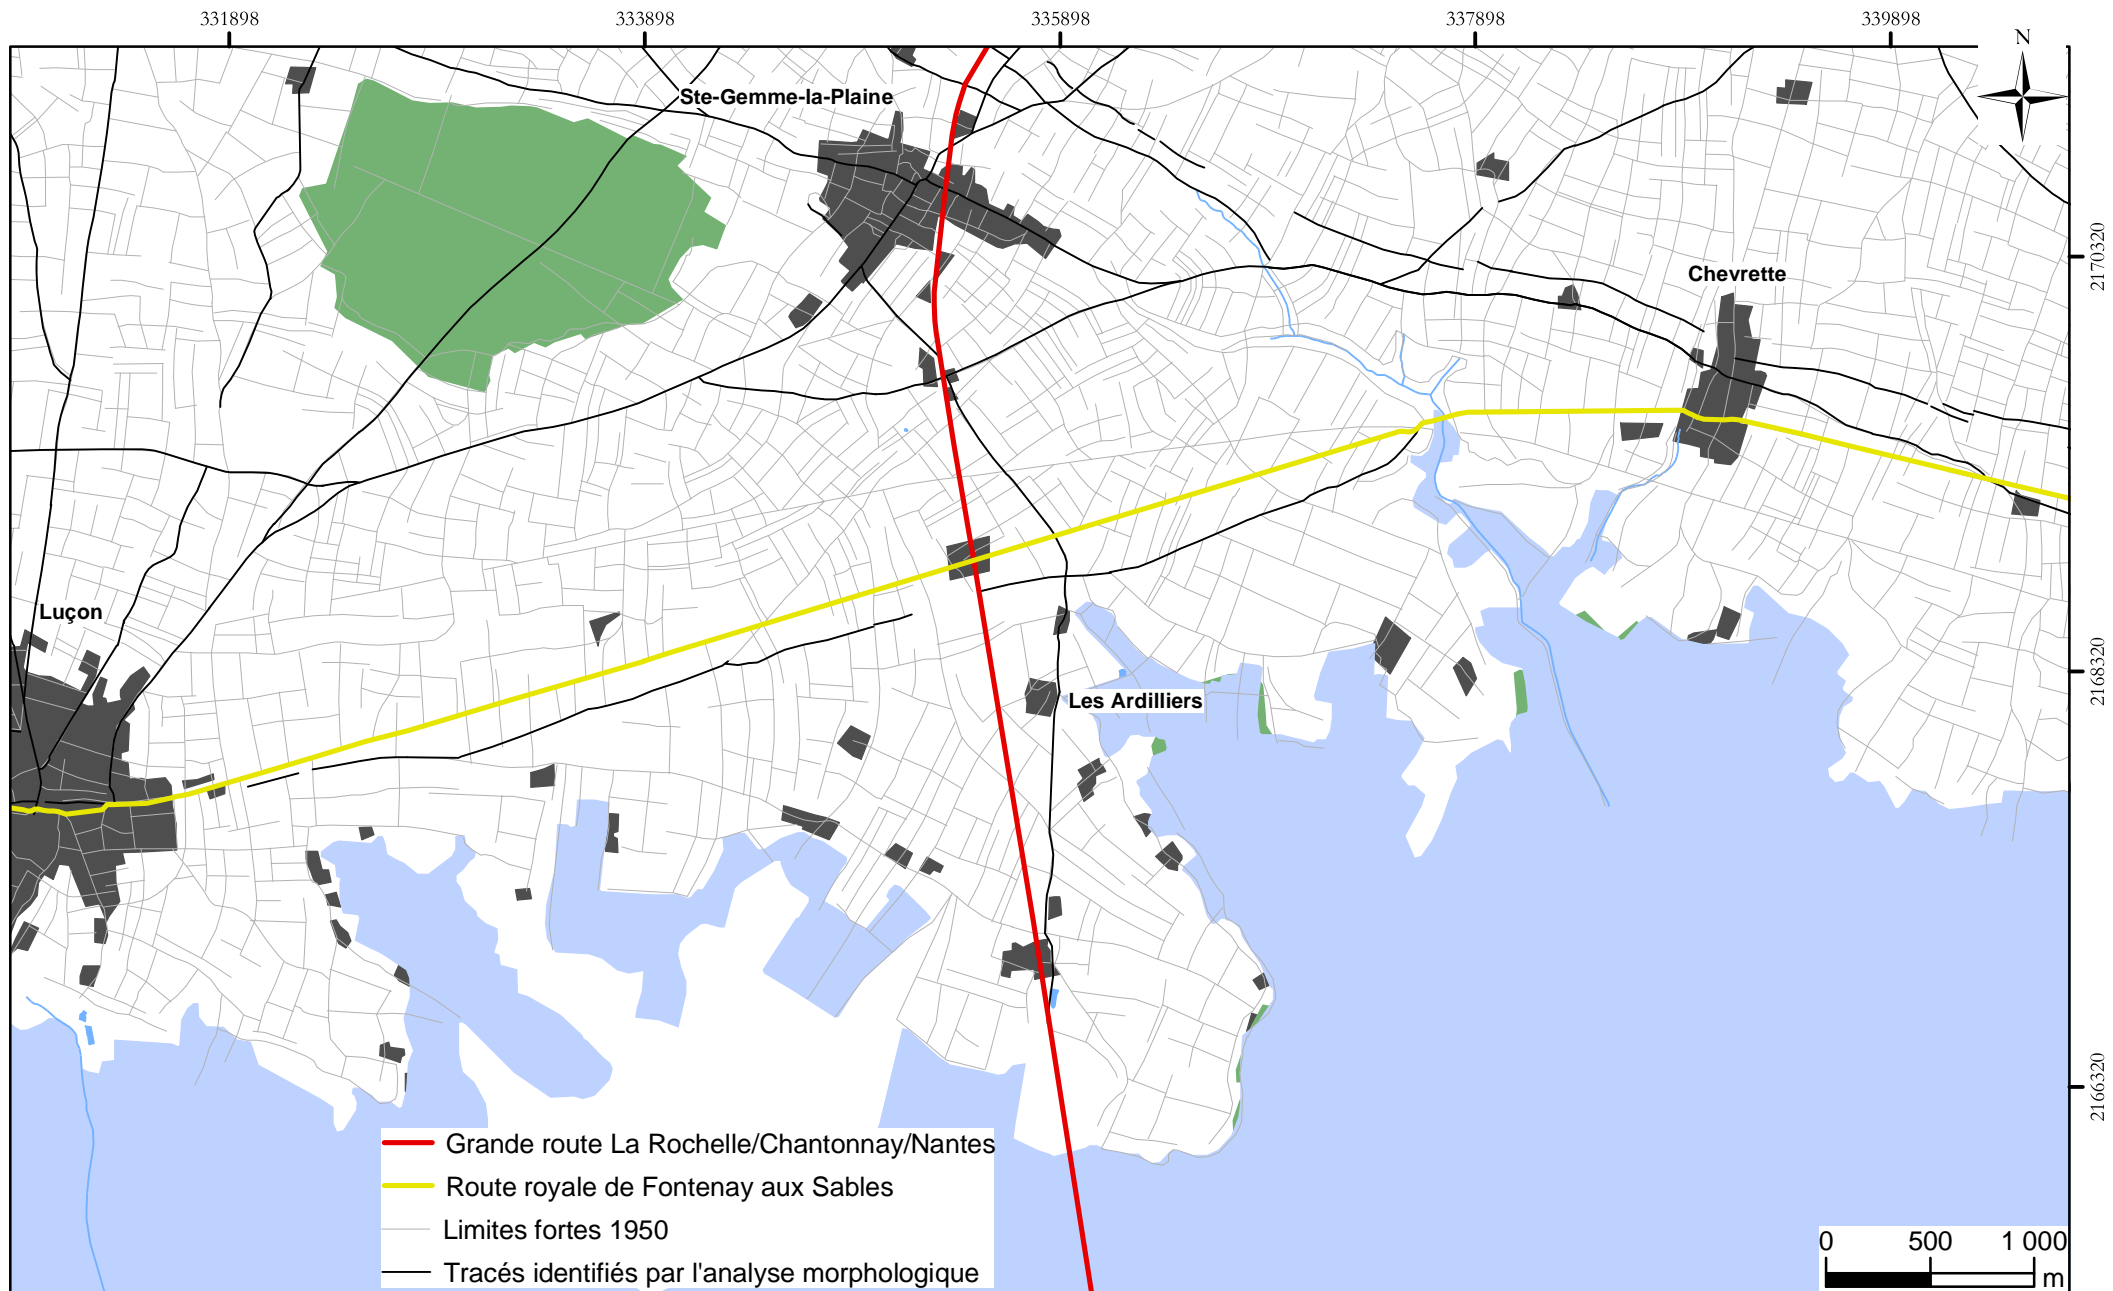 331898 333898 335898 337898 339898
N
Ste-Gemme-la-Plaine
Chevrette
2170320
Luçon
Les Ardilliers
2168320
2166320
Grande route La Rochelle/Chantonnay/Nantes
Route royale de Fontenay aux Sables
Limites fortes 1950
Tracés identifiés par l'analyse morphologique
0 500 1 000
m